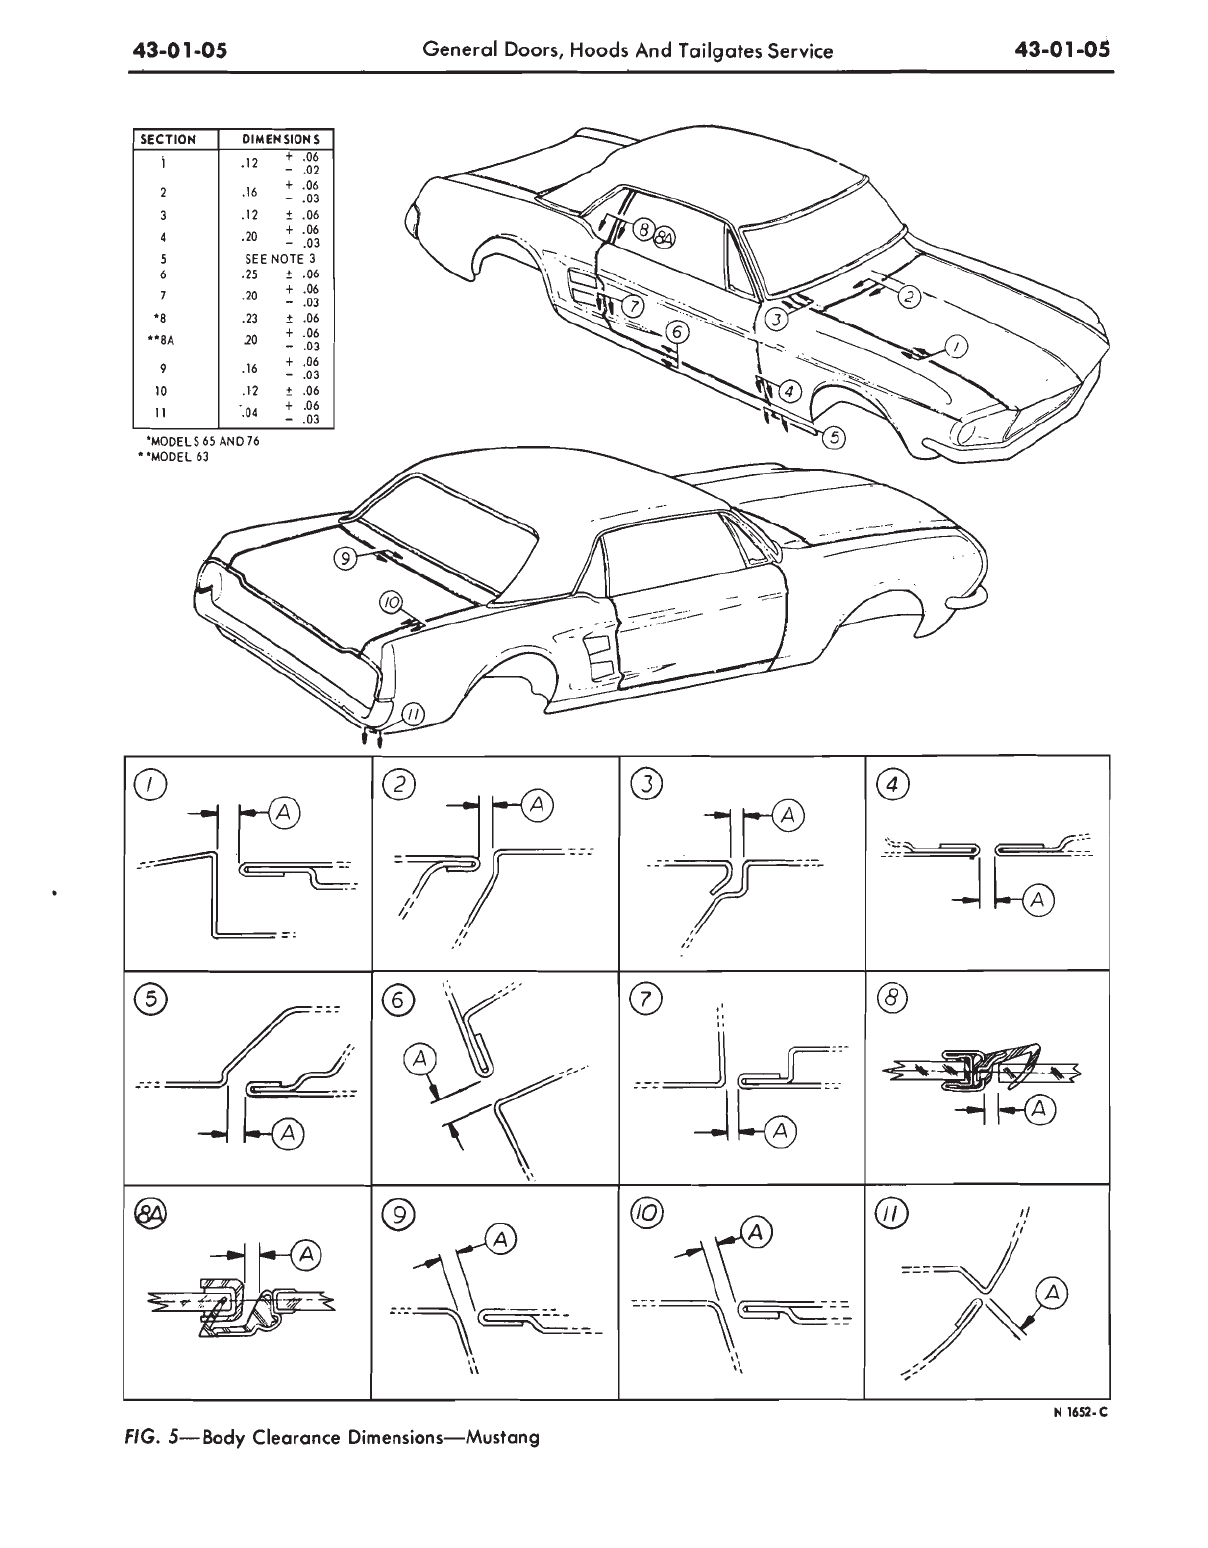 43-01-05 General Doors, Hoods And Tailgates Service 43-01-05
SECTION DIMENSIONS
1 .12 + .06 - .02
2 .16 + .06 - .03
3 .12 ± .06
4 .20 + .06 - .03
5 SEE NOTE 3
6 .25 ± .06
7 .20 + .06 - .03
*8 .23 ± .06
**8A .20 + .06 - .03
9 .16 + .06 - .03
10 .12 ± .06
11 .04 + .06 - .03
*MODELS 65 AND 76
**MODEL 63
8 8A
2
7
3
6
1
4
5
9
10
11
1 A
2 A
3 A
4 A
5 A
6 A
7 A
8 A
8A A
9 A
10 A
11 A
N 1652-C
FIG. 5—Body Clearance Dimensions—Mustang